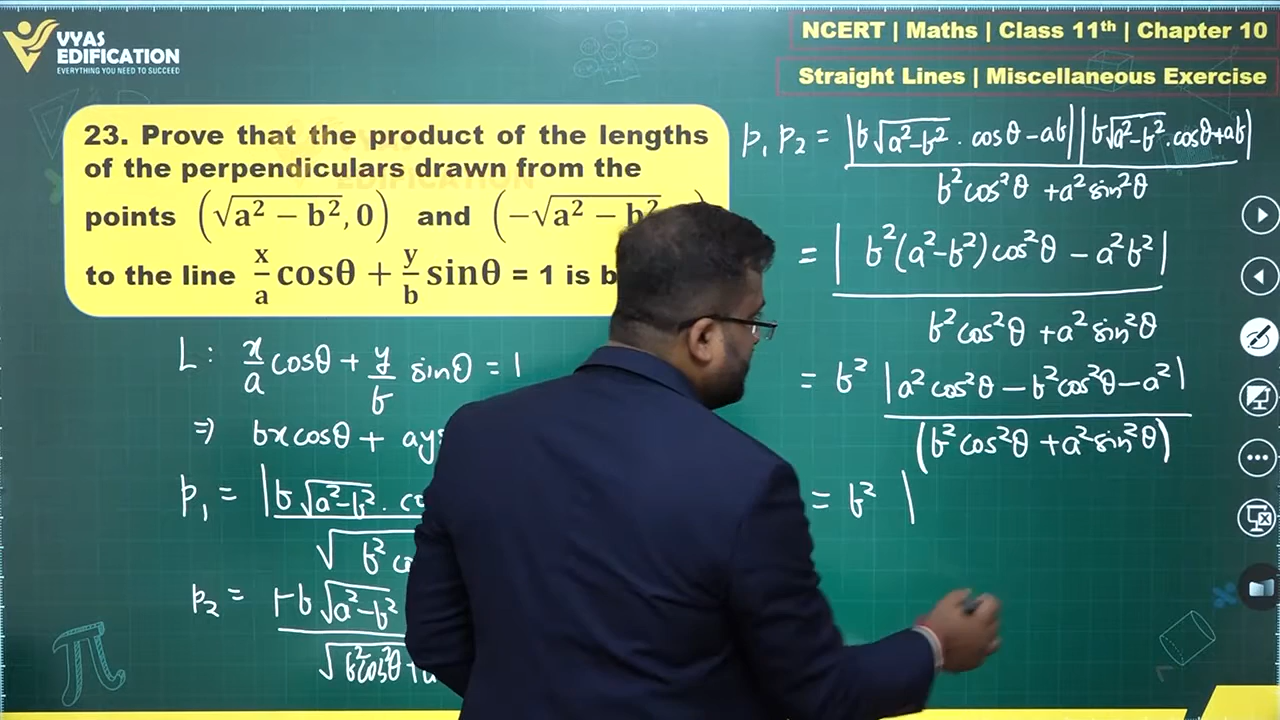 VYAS
EDIFICATION
EVERYTHING YOU NEED TO SUCCEED
NCERT | Maths | Class 11th | Chapter 10
Straight Lines | Miscellaneous Exercise
23. Prove that the product of the lengths
of the perpendiculars drawn from the
points (√(a² − b²), 0) and (−√(a² − b²
to the line x/a cosθ + y/b sinθ = 1 is b
L: x/a cosθ + y/b sinθ = 1
⇒ bx cosθ + ay
p₁ = |b√(a²−b²) .
√ b²
p₂ = |−b√(a²−b²)
√ b²cos²θ +
p₁ p₂ = |b√(a²−b²) . cosθ − ab| |b√(a²−b²) . cosθ + ab|
b²cos²θ + a²sin²θ
= | b²(a²−b²)cos²θ − a²b²|
b²cos²θ + a²sin²θ
= b² |a²cos²θ − b²cos²θ − a²|
(b²cos²θ + a²sin²θ)
= b² |